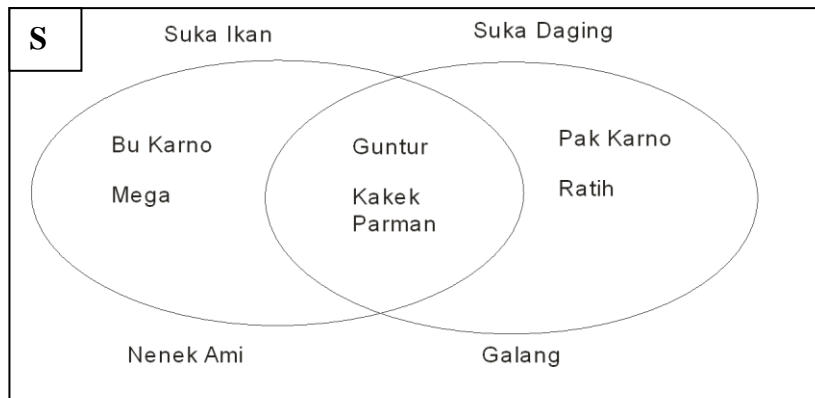 S
Suka Ikan
Suka Daging
Bu Karno
Mega
Guntur
Kakek
Parman
Pak Karno
Ratih
Nenek Ami
Galang